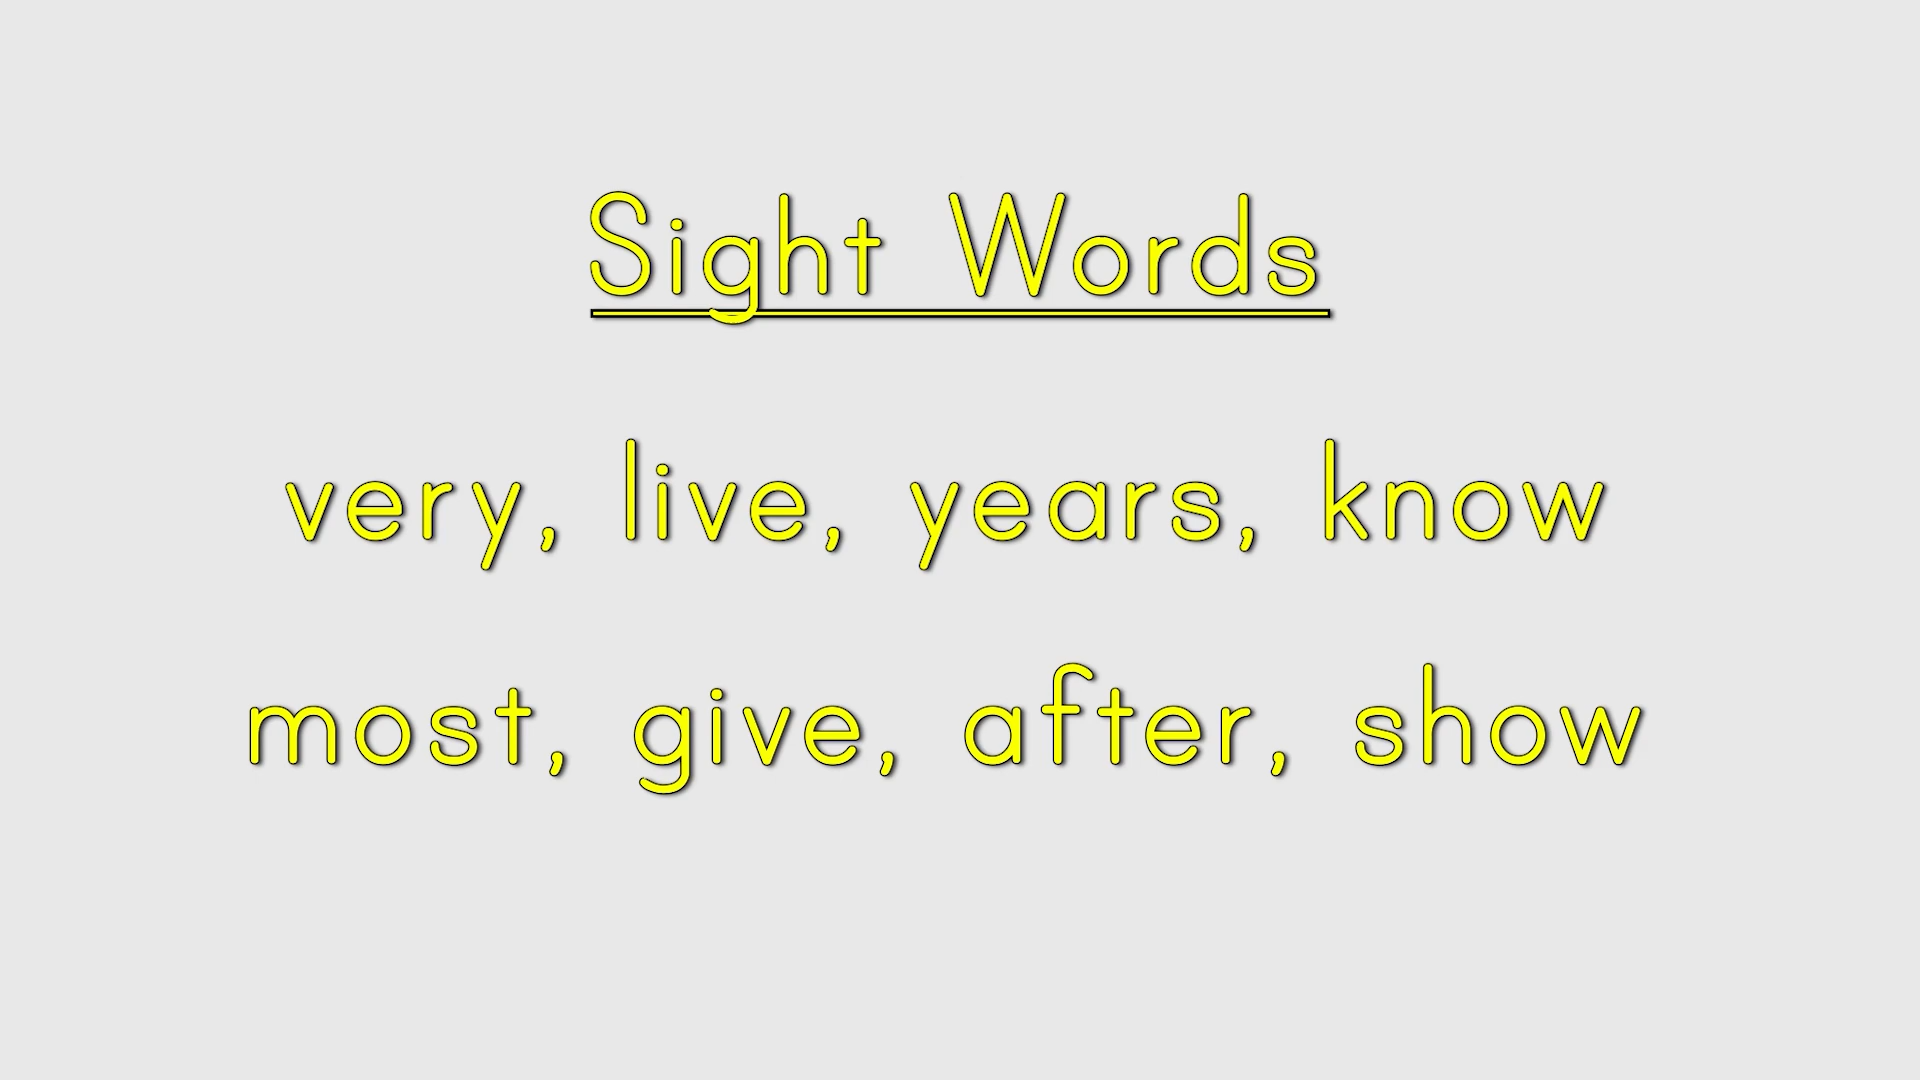 Sight Words
very, live, years, know
most, give, after, show